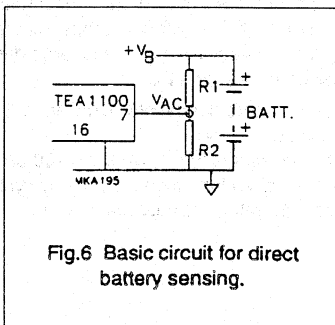 +VB
R1
+
TEA1100
VAC
7
BATT.
16
+
R2
MKA195
Fig.6 Basic circuit for direct
battery sensing.